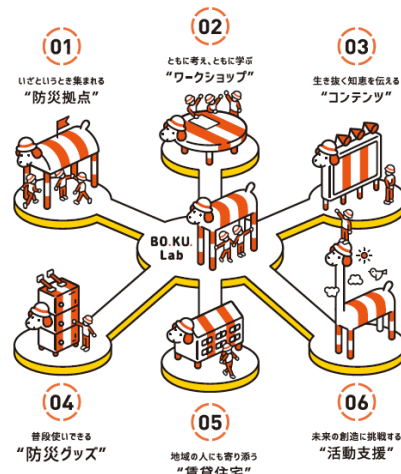 01
いざというとき集まれる
“防災拠点”
02
ともに考え、ともに学ぶ
“ワークショップ”
03
生き抜く知恵を伝える
“コンテンツ”
BO.KU.
Lab
04
普段使いできる
“防災グッズ”
05
地域の人にも寄り添う
“賃貸住宅”
06
未来の創造に挑戦する
“活動支援”